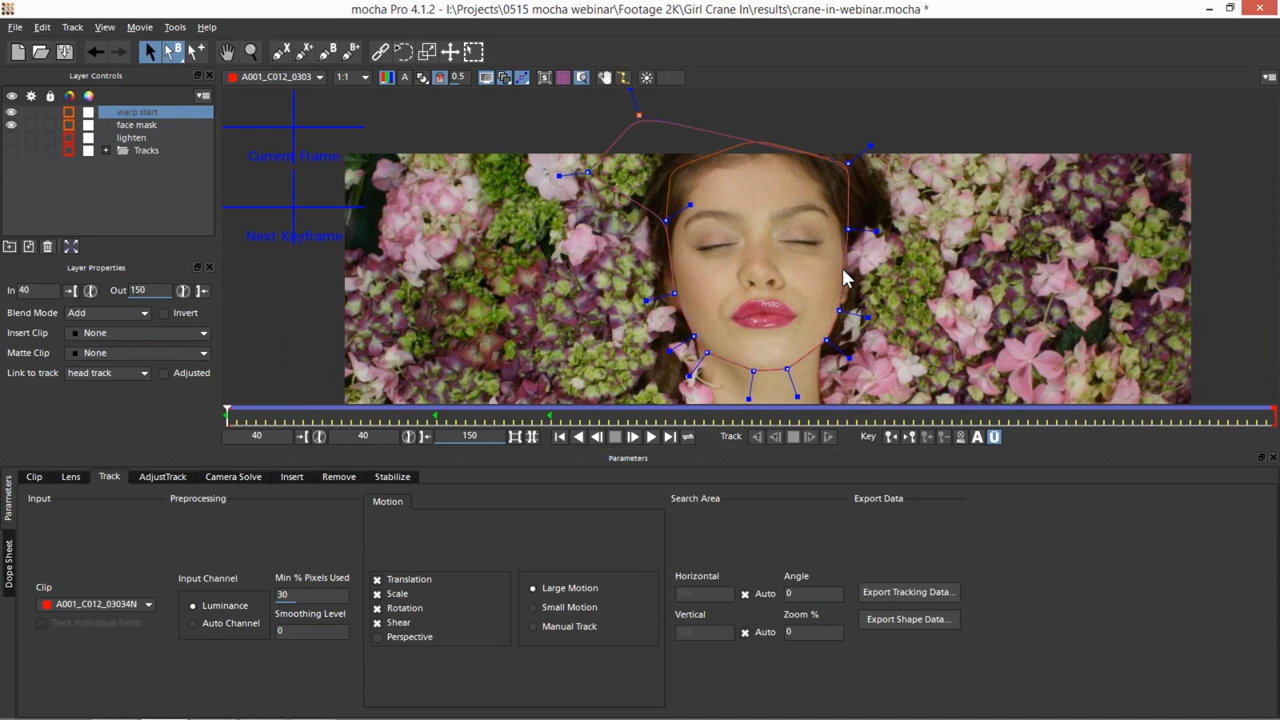 mocha Pro 4.1.2 - I:\Projects\0515 mocha webinar\Footage 2K\Girl Crane In\results\crane-in-webinar.mocha *
File Edit Track View Movie Tools Help
Layer Controls
A001_C012_0303 1:1 A 0.5
warp start
face mask
lighten
Tracks
Current Frame
Next Keyframe
Layer Properties
In 40 Out 150
Blend Mode Add Invert
Insert Clip None
Matte Clip None
Link to track head track Adjusted
40 40 150 Track Key ALL A Ü
Parameters
Parameters
Dope Sheet
Clip Lens Track AdjustTrack Camera Solve Insert Remove Stabilize
Input Preprocessing Motion Search Area Export Data
Clip
A001_C012_03034N
Track Individual Fields
Input Channel
Luminance
Auto Channel
Min % Pixels Used
30
Smoothing Level
0
Translation
Scale
Rotation
Shear
Perspective
Large Motion
Small Motion
Manual Track
Horizontal Angle
Auto 0
Vertical Zoom %
Auto 0
Export Tracking Data...
Export Shape Data...